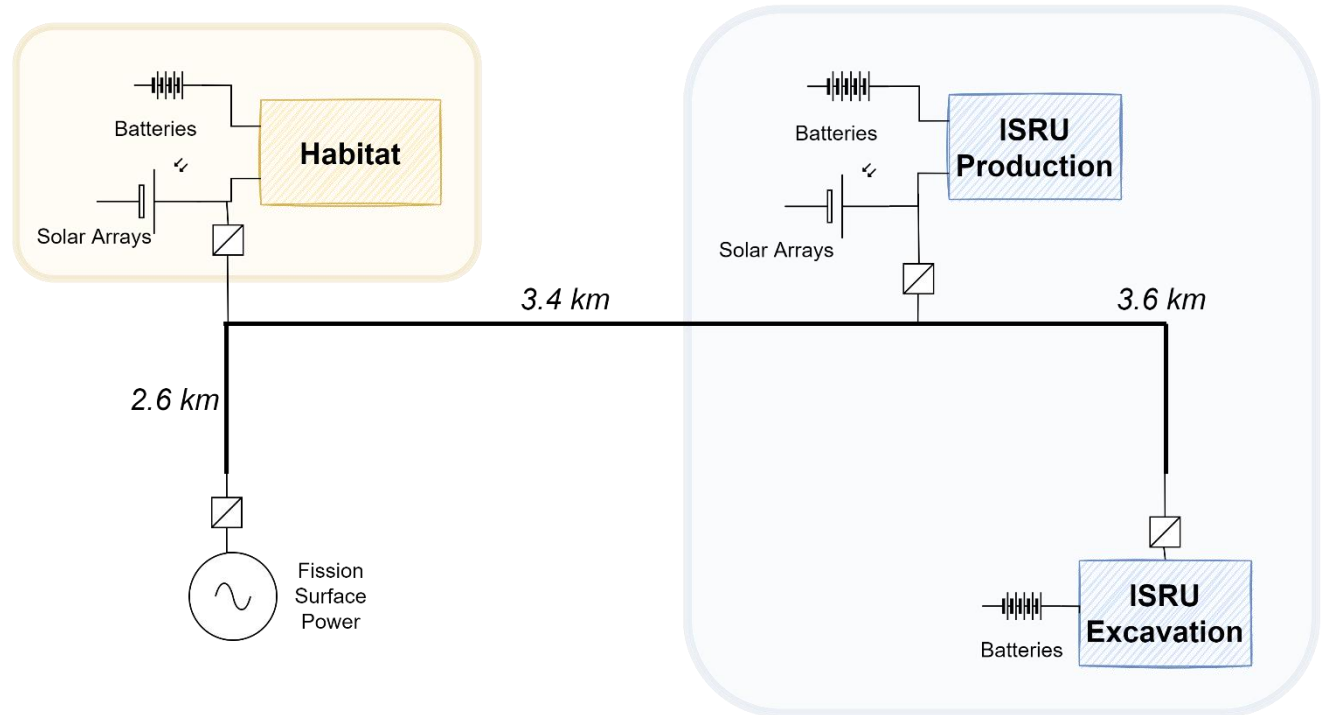 Batteries
Habitat
Solar Arrays
Batteries
ISRU
Production
Solar Arrays
3.4 km
3.6 km
2.6 km
Fission
Surface
Power
ISRU
Excavation
Batteries